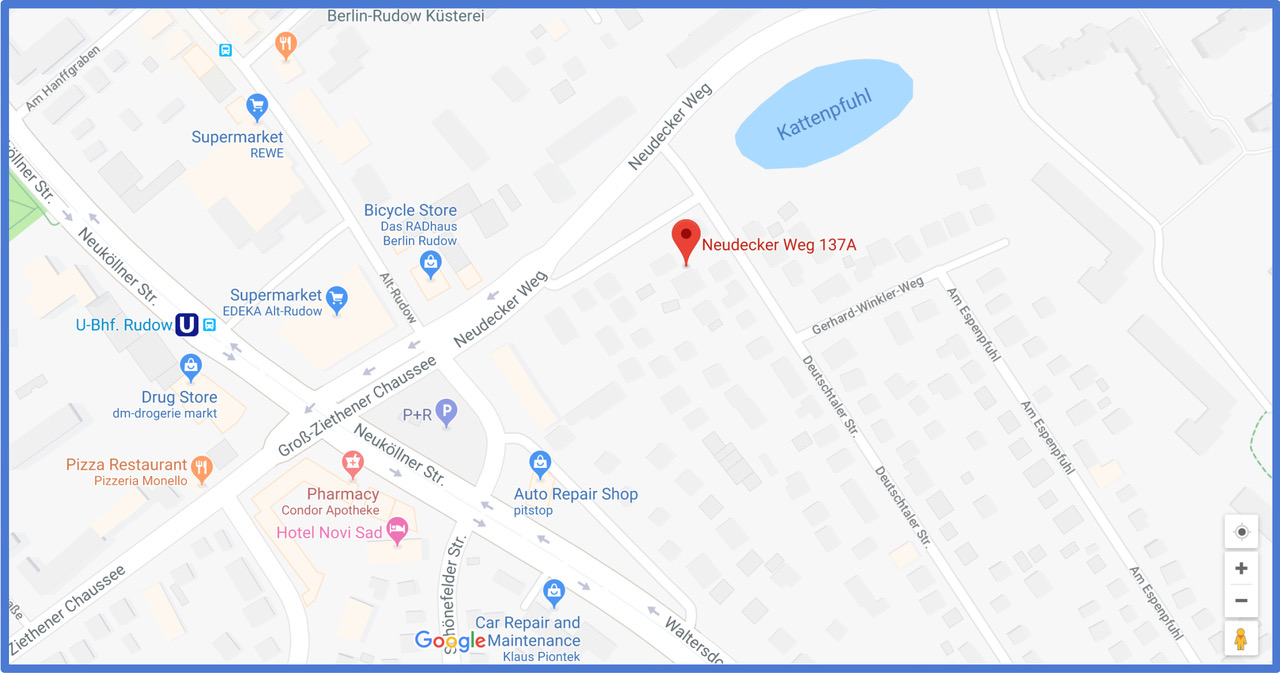 Berlin-Rudow Küsterei
Am Hanffgraben
Supermarket
REWE
Neudecker Weg
Kattenpfuhl
öllner Str.
Neuköllner Str.
Bicycle Store
Das RADhaus
Berlin Rudow
Neudecker Weg 137A
Alt-Rudow
Supermarket
EDEKA Alt-Rudow
Neudecker Weg
Gerhard-Winkler-Weg
Am Espenpfuhl
U-Bhf. Rudow
U
Drug Store
dm-drogerie markt
Groß-Ziethener Chaussee
P+R
P
Deutschtaler Str.
Am Espenpfuhl
Neuköllner Str.
Pizza Restaurant
Pizzeria Monello
Pharmacy
Condor Apotheke
Hotel Novi Sad
Auto Repair Shop
pitstop
Deutschtaler Str.
Schönefelder Str.
Ziethener Chaussee
aße
Am Espenpfuhl
Car Repair and
Maintenance
Klaus Piontek
Google
Waltersdo